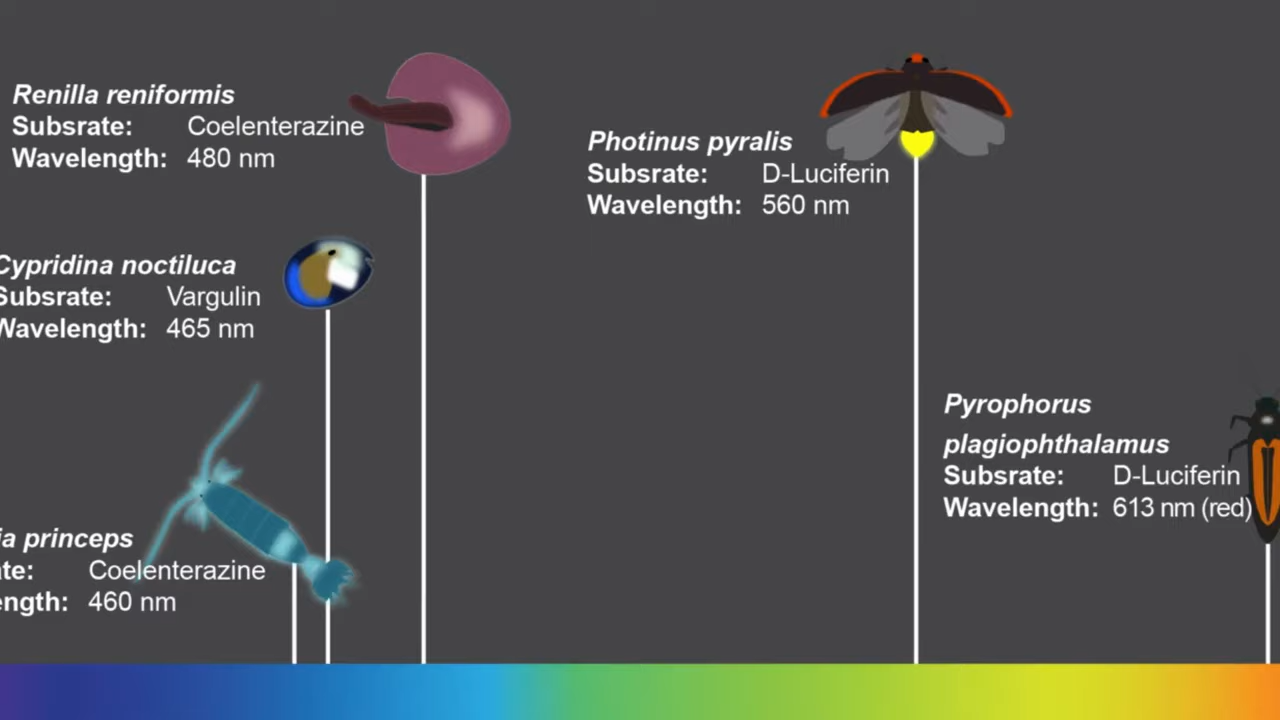 Renilla reniformis
Subsrate: Coelenterazine
Wavelength: 480 nm
Photinus pyralis
Subsrate: D-Luciferin
Wavelength: 560 nm
Cypridina noctiluca
Subsrate: Vargulin
Wavelength: 465 nm
Pyrophorus
plagiophthalamus
Subsrate: D-Luciferin
Wavelength: 613 nm (red)
ia princeps
ate: Coelenterazine
ength: 460 nm